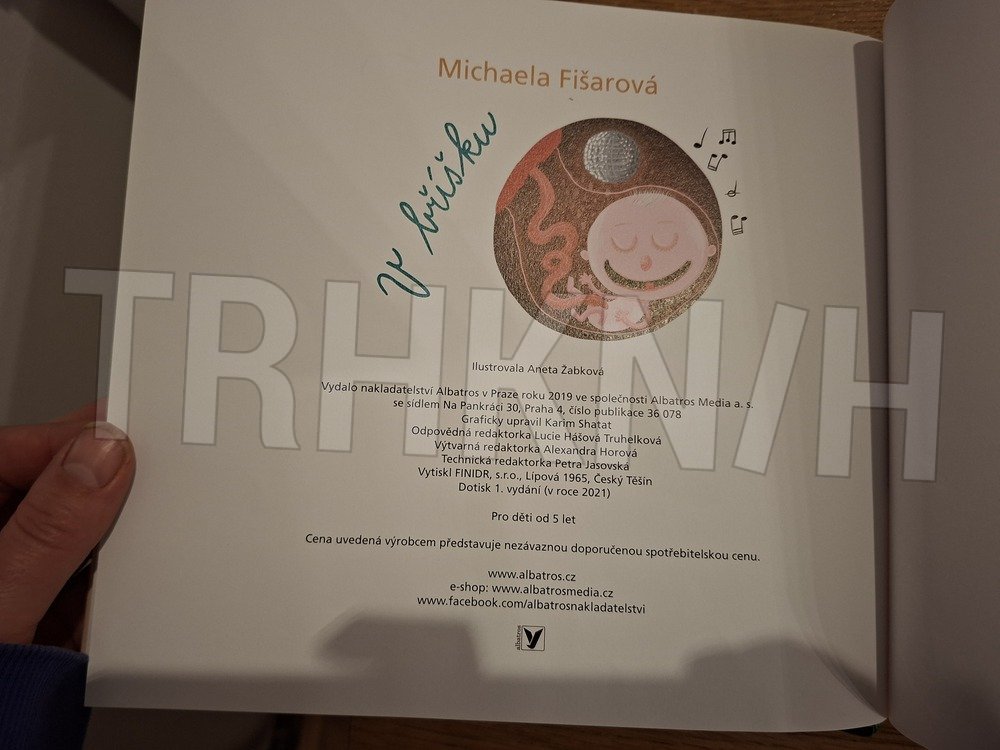 Michaela Fišarová
V bříšku
Ilustrovala Aneta Žabková
Vydalo nakladatelství Albatros v Praze roku 2019 ve společnosti Albatros Media a. s.
se sídlem Na Pankráci 30, Praha 4, číslo publikace 36 078
Graficky upravil Karim Shatat
Odpovědná redaktorka Lucie Hášová Truhelková
Výtvarná redaktorka Alexandra Horová
Technická redaktorka Petra Jasovská
Vytiskl FINIDR, s.r.o., Lípová 1965, Český Těšín
Dotisk 1. vydání (v roce 2021)
Pro děti od 5 let
Cena uvedená výrobcem představuje nezávaznou doporučenou spotřebitelskou cenu.
www.albatros.cz
e-shop: www.albatrosmedia.cz
www.facebook.com/albatrosnakladatelstvi
albatros
TRHKN/H